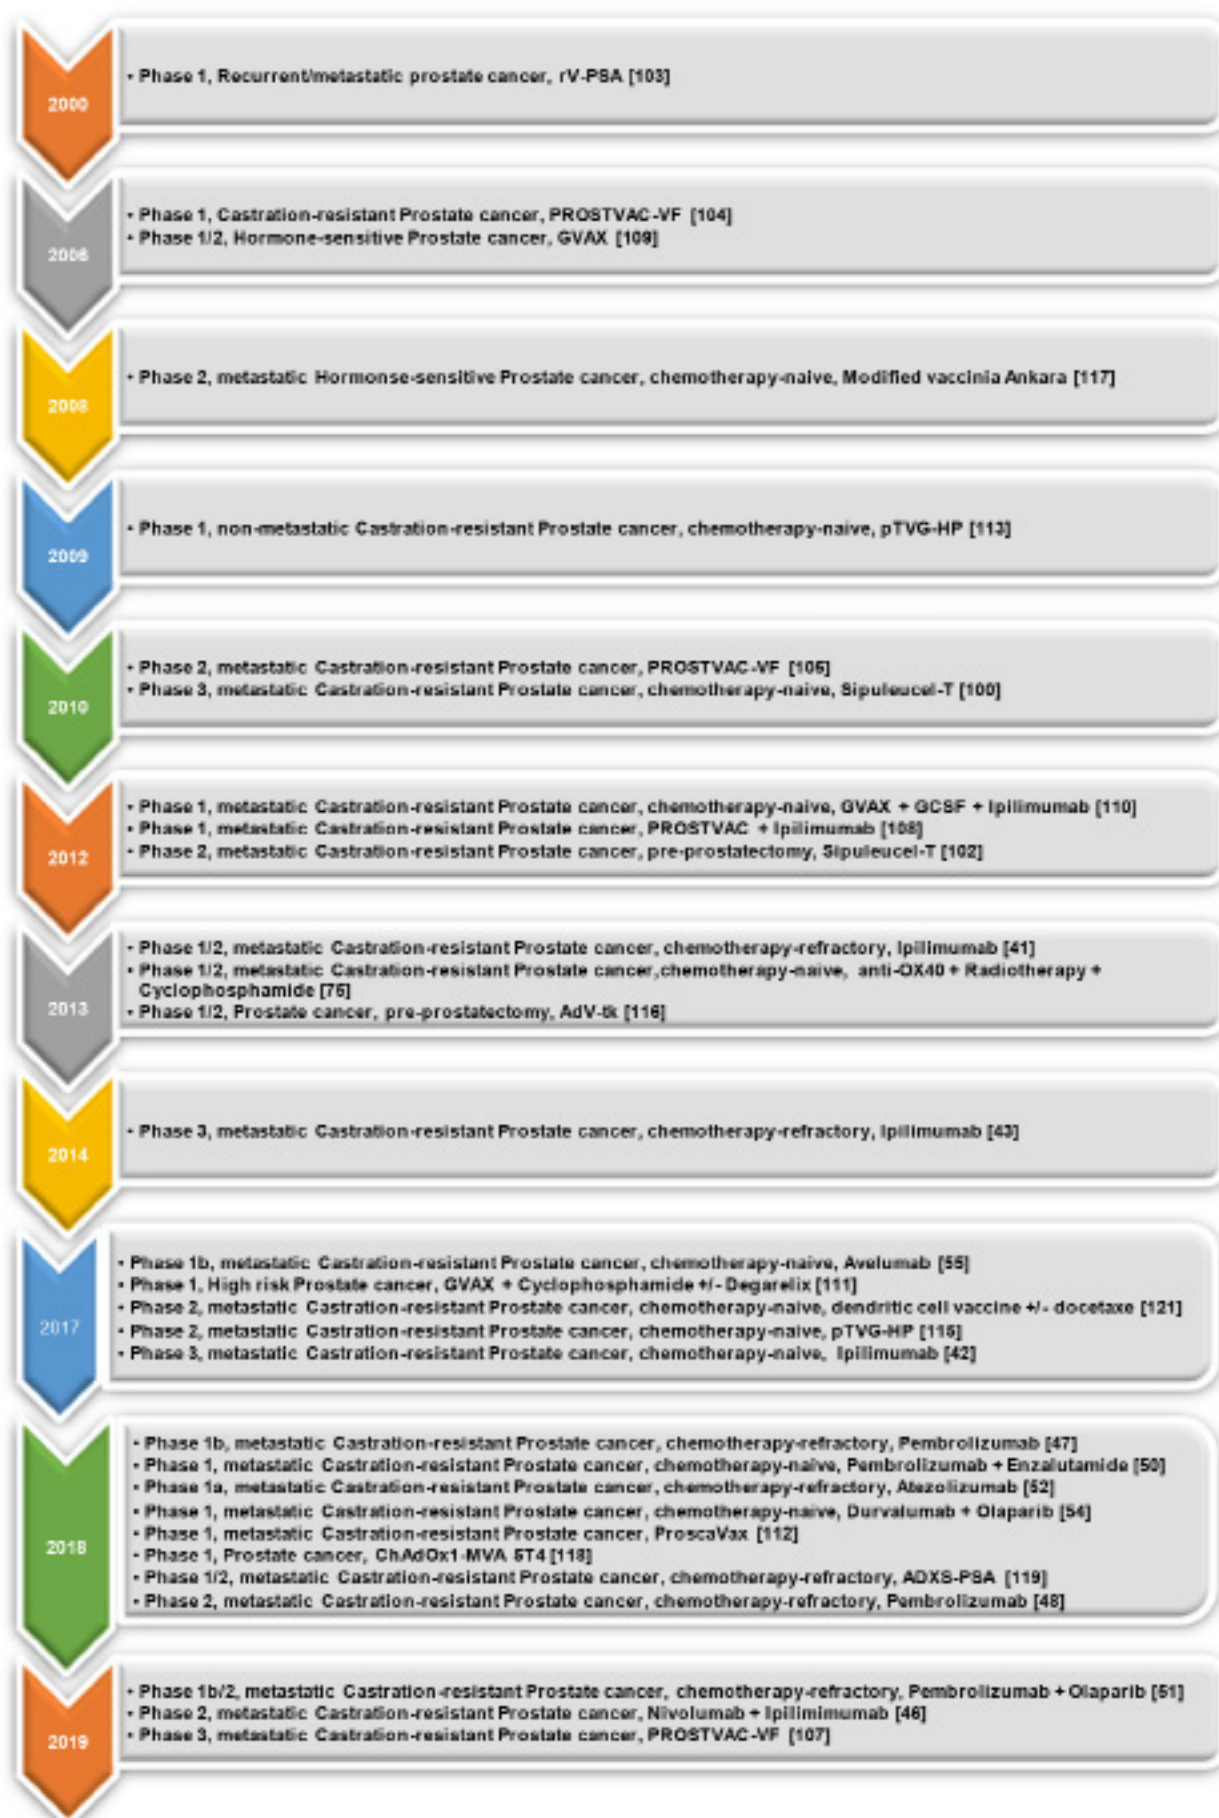 2000
• Phase 1, Recurrent/metastatic prostate cancer, rV-PSA [103]
2006
• Phase 1, Castration-resistant Prostate cancer, PROSTVAC-VF [104]
• Phase 1/2, Hormone-sensitive Prostate cancer, GVAX [109]
2008
• Phase 2, metastatic Hormonse-sensitive Prostate cancer, chemotherapy-naive, Modified vaccinia Ankara [117]
2009
• Phase 1, non-metastatic Castration-resistant Prostate cancer, chemotherapy-naive, pTVG-HP [113]
2010
• Phase 2, metastatic Castration-resistant Prostate cancer, PROSTVAC-VF [105]
• Phase 3, metastatic Castration-resistant Prostate cancer, chemotherapy-naive, Sipuleucel-T [100]
2012
• Phase 1, metastatic Castration-resistant Prostate cancer, chemotherapy-naive, GVAX + GCSF + Ipilimumab [110]
• Phase 1, metastatic Castration-resistant Prostate cancer, PROSTVAC + Ipilimumab [108]
• Phase 2, metastatic Castration-resistant Prostate cancer, pre-prostatectomy, Sipuleucel-T [102]
2013
• Phase 1/2, metastatic Castration-resistant Prostate cancer, chemotherapy-refractory, Ipilimumab [41]
• Phase 1/2, metastatic Castration-resistant Prostate cancer,chemotherapy-naive, anti-OX40 + Radiotherapy +
Cyclophosphamide [75]
• Phase 1/2, Prostate cancer, pre-prostatectomy, AdV-tk [116]
2014
• Phase 3, metastatic Castration-resistant Prostate cancer, chemotherapy-refractory, Ipilimumab [43]
2017
• Phase 1b, metastatic Castration-resistant Prostate cancer, chemotherapy-naive, Avelumab [55]
• Phase 1, High risk Prostate cancer, GVAX + Cyclophosphamide +/- Degarelix [111]
• Phase 2, metastatic Castration-resistant Prostate cancer, chemotherapy-naive, dendritic cell vaccine +/- docetaxe [121]
• Phase 2, metastatic Castration-resistant Prostate cancer, chemotherapy-naive, pTVG-HP [115]
• Phase 3, metastatic Castration-resistant Prostate cancer, chemotherapy-naive, Ipilimumab [42]
2018
• Phase 1b, metastatic Castration-resistant Prostate cancer, chemotherapy-refractory, Pembrolizumab [47]
• Phase 1, metastatic Castration-resistant Prostate cancer, chemotherapy-naive, Pembrolizumab + Enzalutamide [50]
• Phase 1a, metastatic Castration-resistant Prostate cancer, chemotherapy-refractory, Atezolizumab [52]
• Phase 1, metastatic Castration-resistant Prostate cancer, chemotherapy-naive, Durvalumab + Olaparib [54]
• Phase 1, metastatic Castration-resistant Prostate cancer, ProscaVax [112]
• Phase 1, Prostate cancer, ChAdOx1-MVA 5T4 [118]
• Phase 1/2, metastatic Castration-resistant Prostate cancer, chemotherapy-refractory, ADXS-PSA [119]
• Phase 2, metastatic Castration-resistant Prostate cancer, chemotherapy-refractory, Pembrolizumab [48]
2019
• Phase 1b/2, metastatic Castration-resistant Prostate cancer, chemotherapy-refractory, Pembrolizumab + Olaparib [51]
• Phase 2, metastatic Castration-resistant Prostate cancer, Nivolumab + Ipilimimumab [46]
• Phase 3, metastatic Castration-resistant Prostate cancer, PROSTVAC-VF [107]